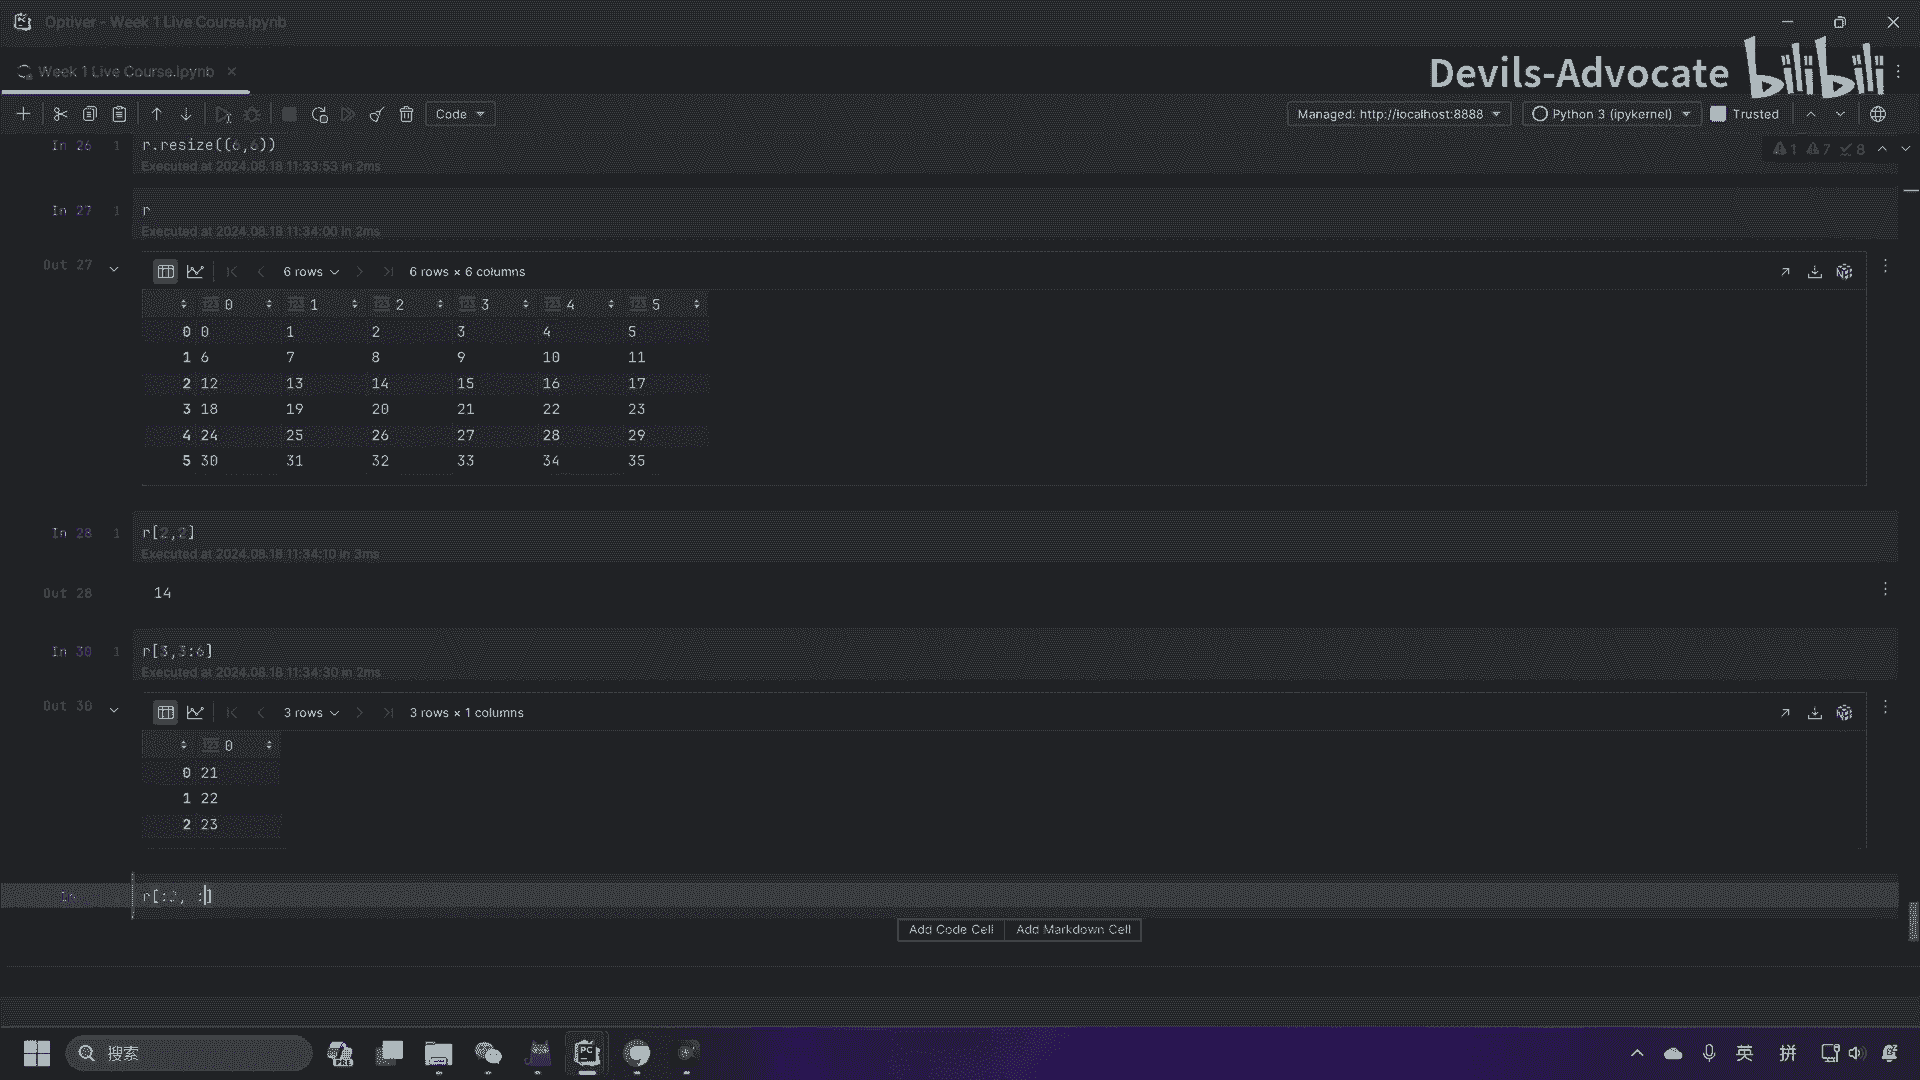 Optiver - Week 1 Live Course.ipynb
Week 1 Live Course.ipynb
Devils-Advocate bilibili
Code
Managed: http://localhost:8888
Python 3 (ipykernel)
Trusted
In 26 1 r.resize((6,6))
1 7 8
Executed at 2024.08.18 11:33:53 in 2ms
In 27 1 r
Executed at 2024.08.18 11:34:00 in 2ms
Out 27
6 rows 6 rows × 6 columns
123 0 123 1 123 2 123 3 123 4 123 5
0 0 1 2 3 4 5
1 6 7 8 9 10 11
2 12 13 14 15 16 17
3 18 19 20 21 22 23
4 24 25 26 27 28 29
5 30 31 32 33 34 35
In 28 1 r[2,2]
Executed at 2024.08.18 11:34:10 in 3ms
Out 28 14
In 30 1 r[3,3:6]
Executed at 2024.08.18 11:34:30 in 2ms
Out 30
3 rows 3 rows × 1 columns
123 0
0 21
1 22
2 23
In
Add Code Cell Add Markdown Cell
搜索
PRE
PC
英
拼